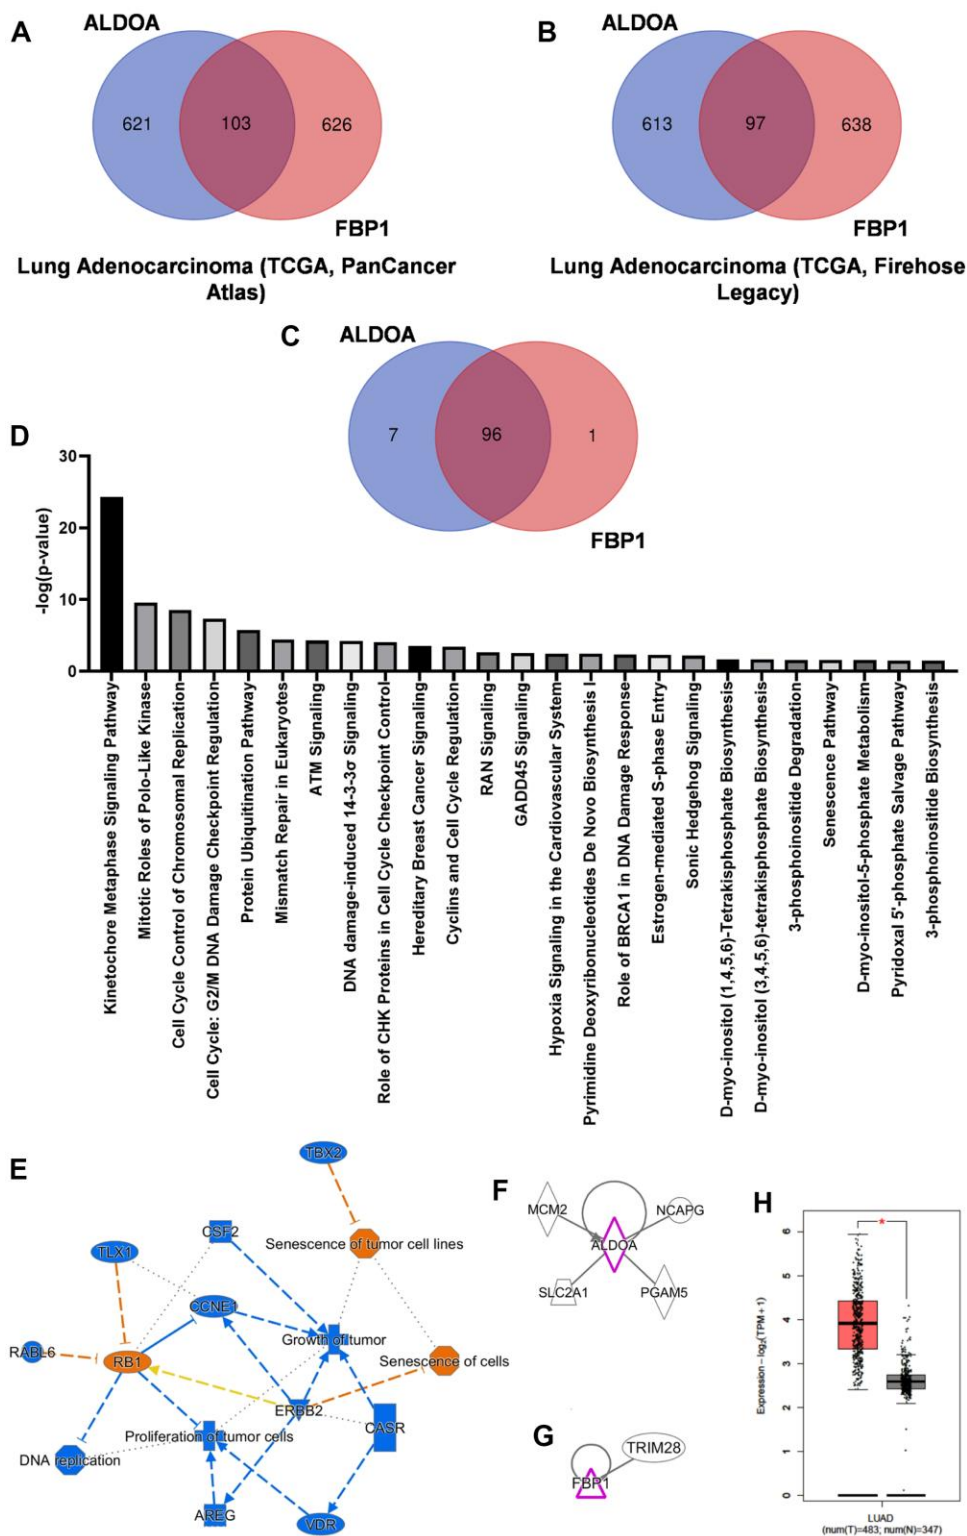 A
ALDOA
621
103
626
FBP1
Lung Adenocarcinoma (TCGA, PanCancer
Atlas)
B
ALDOA
613
97
638
FBP1
Lung Adenocarcinoma (TCGA, Firehose
Legacy)
C
ALDOA
7
96
1
FBP1
D
-log(p-value)
30
20
10
0
Kinetochore Metaphase Signaling Pathway
Mitotic Roles of Polo-Like Kinase
Cell Cycle Control of Chromosomal Replication
Cell Cycle: G2/M DNA Damage Checkpoint Regulation
Protein Ubiquitination Pathway
Mismatch Repair in Eukaryotes
ATM Signaling
DNA damage-induced 14-3-3σ Signaling
Role of CHK Proteins in Cell Cycle Checkpoint Control
Hereditary Breast Cancer Signaling
Cyclins and Cell Cycle Regulation
RAN Signaling
GADD45 Signaling
Hypoxia Signaling in the Cardiovascular System
Pyrimidine Deoxyribonucleotides De Novo Biosynthesis I
Role of BRCA1 in DNA Damage Response
Estrogen-mediated S-phase Entry
Sonic Hedgehog Signaling
D-myo-inositol (1,4,5,6)-Tetrakisphosphate Biosynthesis
D-myo-inositol (3,4,5,6)-tetrakisphosphate Biosynthesis
3-phosphoinositide Degradation
Senescence Pathway
D-myo-inositol-5-phosphate Metabolism
Pyridoxal 5'-phosphate Salvage Pathway
3-phosphoinositide Biosynthesis
E
TBX2
CSF2
Senescence of tumor cell lines
TLX1
CCNE1
Growth of tumor
RABL6
RB1
Senescence of cells
ERBB2
CASR
Proliferation of tumor cells
DNA replication
AREG
VDR
F
MCM2
NCAPG
ALDOA
SLC2A1
PGAM5
G
TRIM28
FBP1
H
*
Expression − log₂(TPM + 1)
6
5
4
3
2
1
0
LUAD
(num(T)=483; num(N)=347)